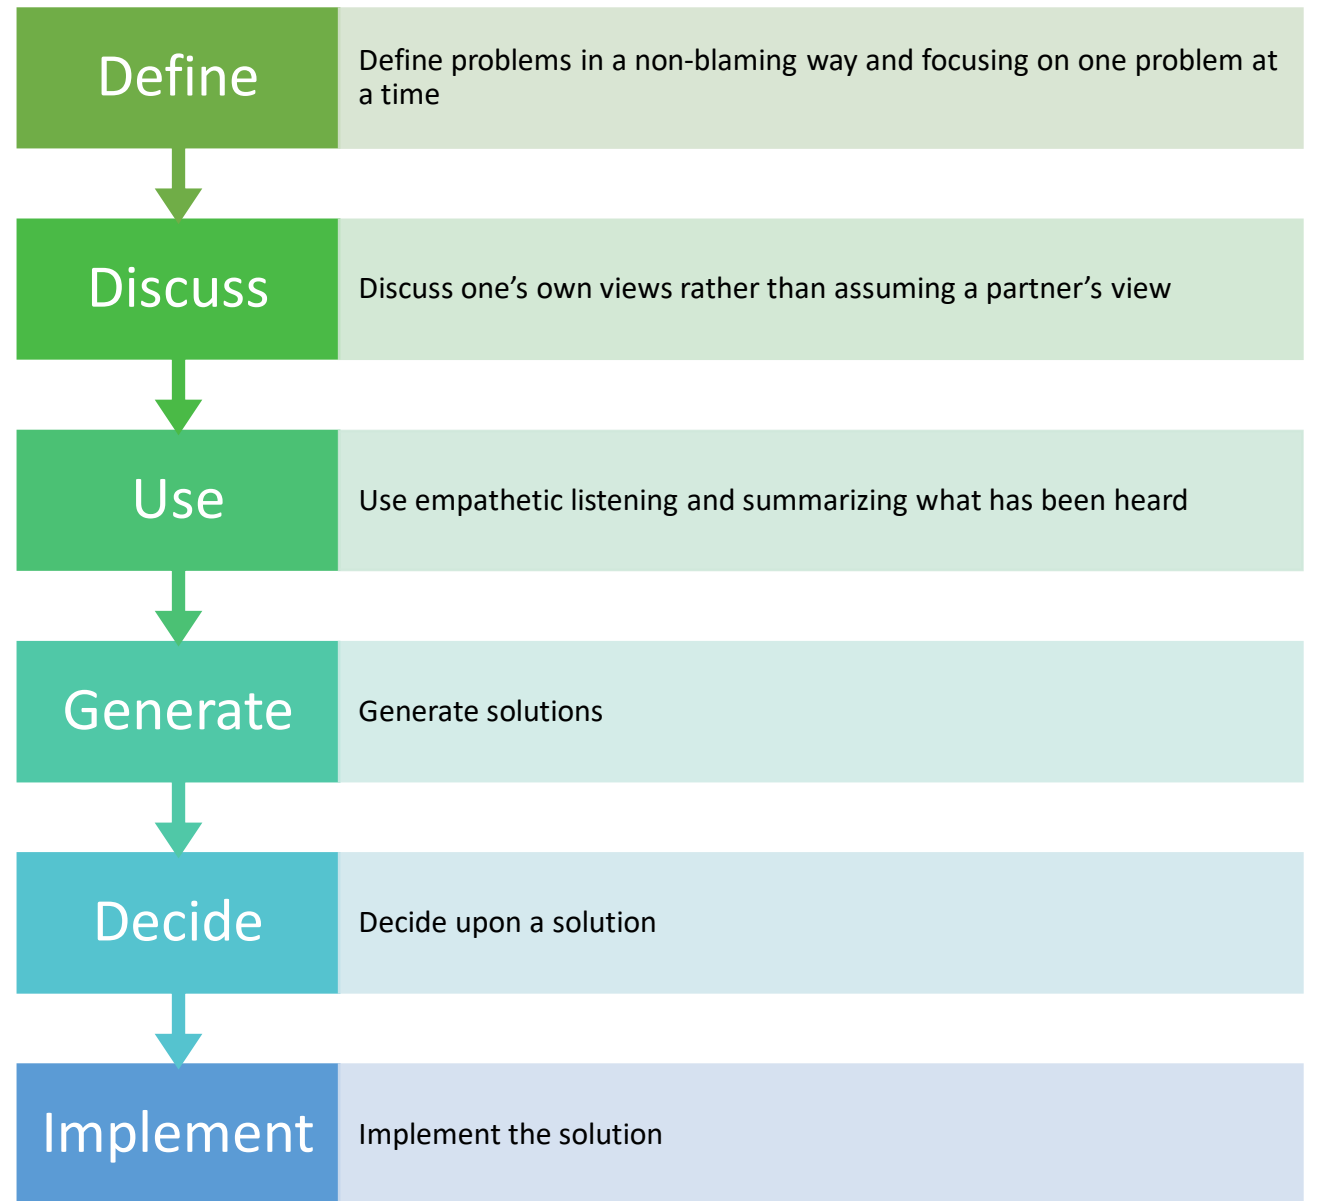 Define
Define problems in a non-blaming way and focusing on one problem at
a time
Discuss
Discuss one’s own views rather than assuming a partner’s view
Use
Use empathetic listening and summarizing what has been heard
Generate
Generate solutions
Decide
Decide upon a solution
Implement
Implement the solution